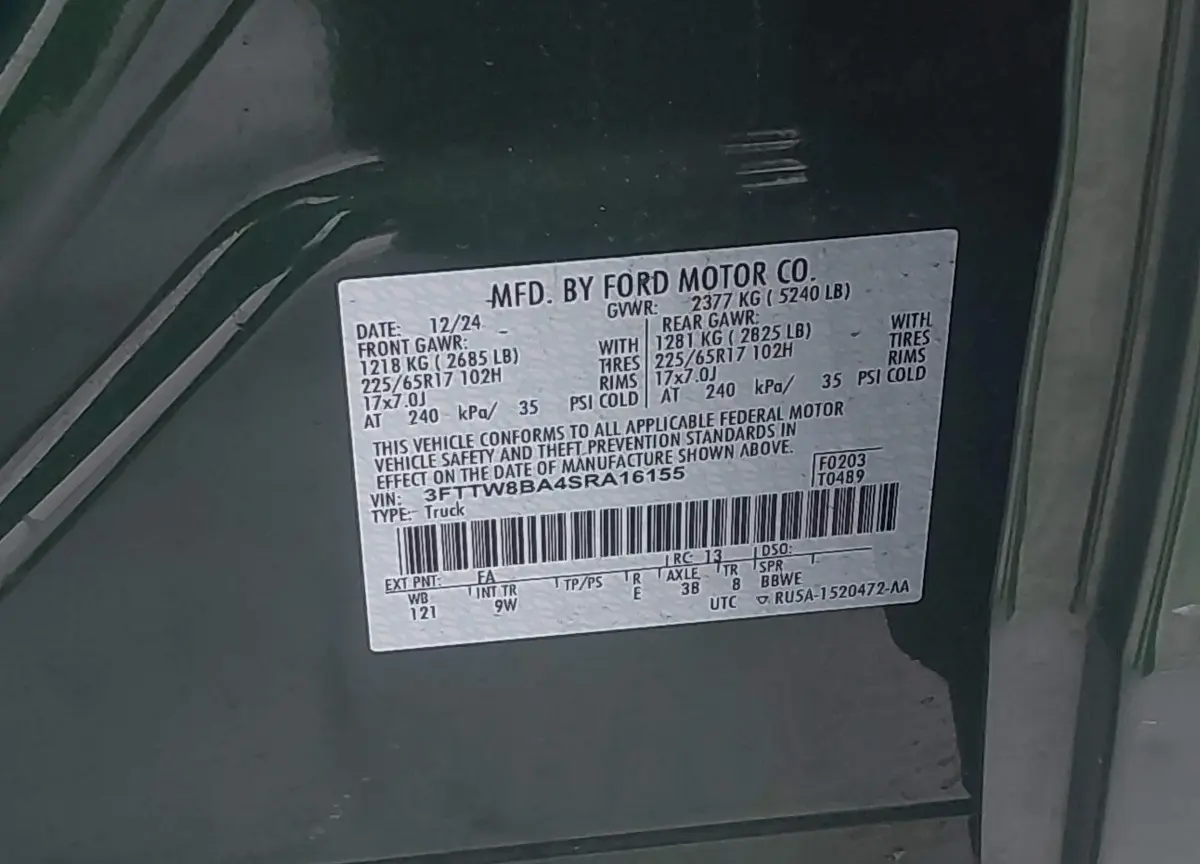 MFD. BY FORD MOTOR CO.
DATE: 12/24 GVWR: 2377 KG ( 5240 LB)
FRONT GAWR: REAR GAWR:
1218 KG ( 2685 LB) WITH 1281 KG ( 2825 LB) WITH
225/65R17 102H TIRES 225/65R17 102H TIRES
17x7.0J RIMS 17x7.0J RIMS
AT 240 kPa/ 35 PSI COLD AT 240 kPa/ 35 PSI COLD
THIS VEHICLE CONFORMS TO ALL APPLICABLE FEDERAL MOTOR
VEHICLE SAFETY AND THEFT PREVENTION STANDARDS IN
EFFECT ON THE DATE OF MANUFACTURE SHOWN ABOVE.
VIN: 3FTTW8BA4SRA16155 F0203
TYPE: Truck T0489
EXT PNT: EA RC: 13 DSO:
WB INT TR TP/PS R AXLE TR SPR
121 9W E 3B 8 BBWE
UTC ▽ RU5A-1520472-AA